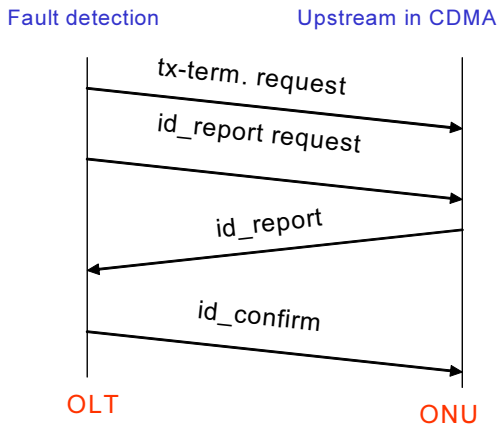 Fault detection
Upstream in CDMA
tx-term. request
id_report request
id_report
id_confirm
OLT
ONU